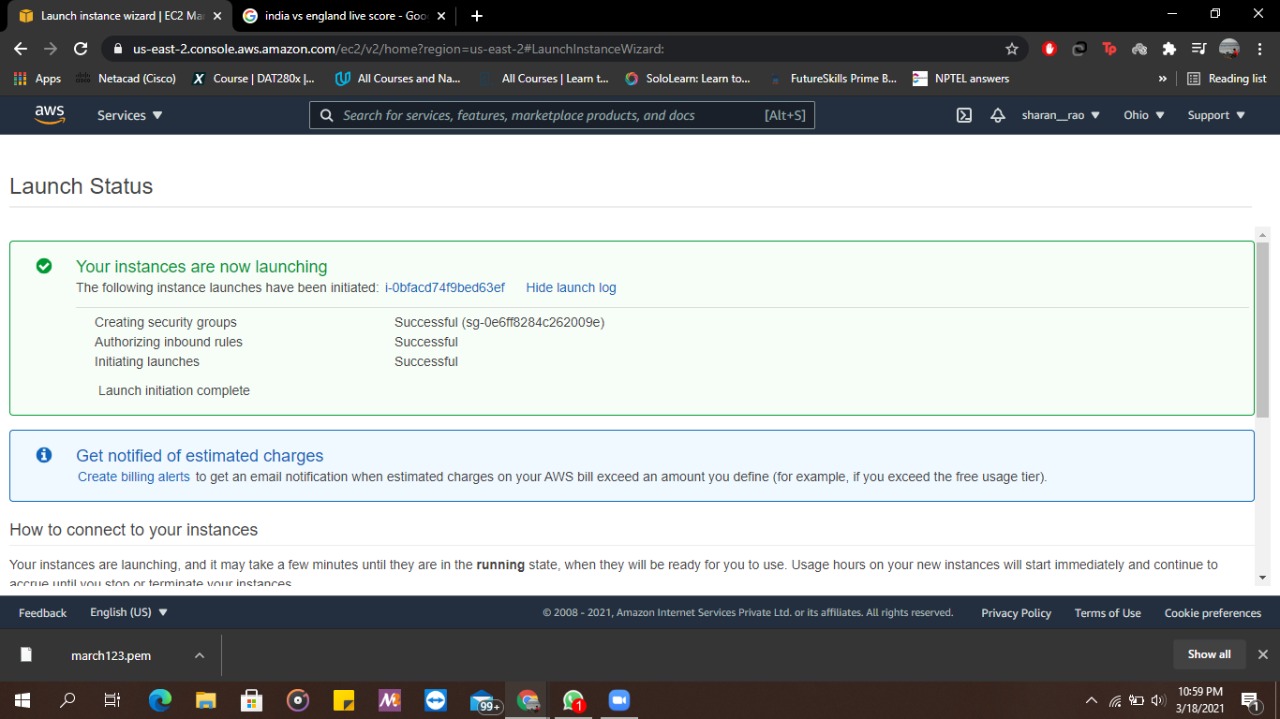 Launch instance wizard | EC2 Ma
india vs england live score - Goo
us-east-2.console.aws.amazon.com/ec2/v2/home?region=us-east-2#LaunchInstanceWizard:
Apps
Netacad (Cisco)
Course | DAT280x |...
All Courses and Na...
All Courses | Learn t...
SoloLearn: Learn to...
FutureSkills Prime B...
NPTEL answers
»
Reading list
aws
Services
Search for services, features, marketplace products, and docs
[Alt+S]
sharan__rao
Ohio
Support
Launch Status
Your instances are now launching
The following instance launches have been initiated: i-0bfacd74f9bed63ef Hide launch log
Creating security groups Successful (sg-0e6ff8284c262009e)
Authorizing inbound rules Successful
Initiating launches Successful
Launch initiation complete
Get notified of estimated charges
Create billing alerts to get an email notification when estimated charges on your AWS bill exceed an amount you define (for example, if you exceed the free usage tier).
How to connect to your instances
Your instances are launching, and it may take a few minutes until they are in the running state, when they will be ready for you to use. Usage hours on your new instances will start immediately and continue to
accrue until you stop or terminate your instances.
Feedback
English (US)
© 2008 - 2021, Amazon Internet Services Private Ltd. or its affiliates. All rights reserved.
Privacy Policy
Terms of Use
Cookie preferences
march123.pem
Show all
99+
1
10:59 PM
3/18/2021
1